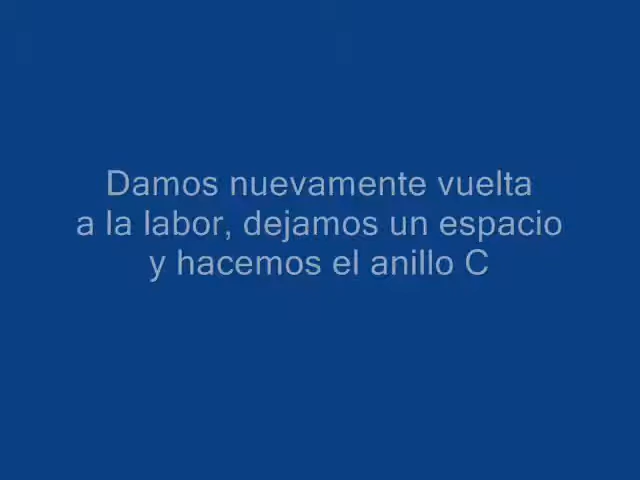 Damos nuevamente vuelta
a la labor, dejamos un espacio
y hacemos el anillo C